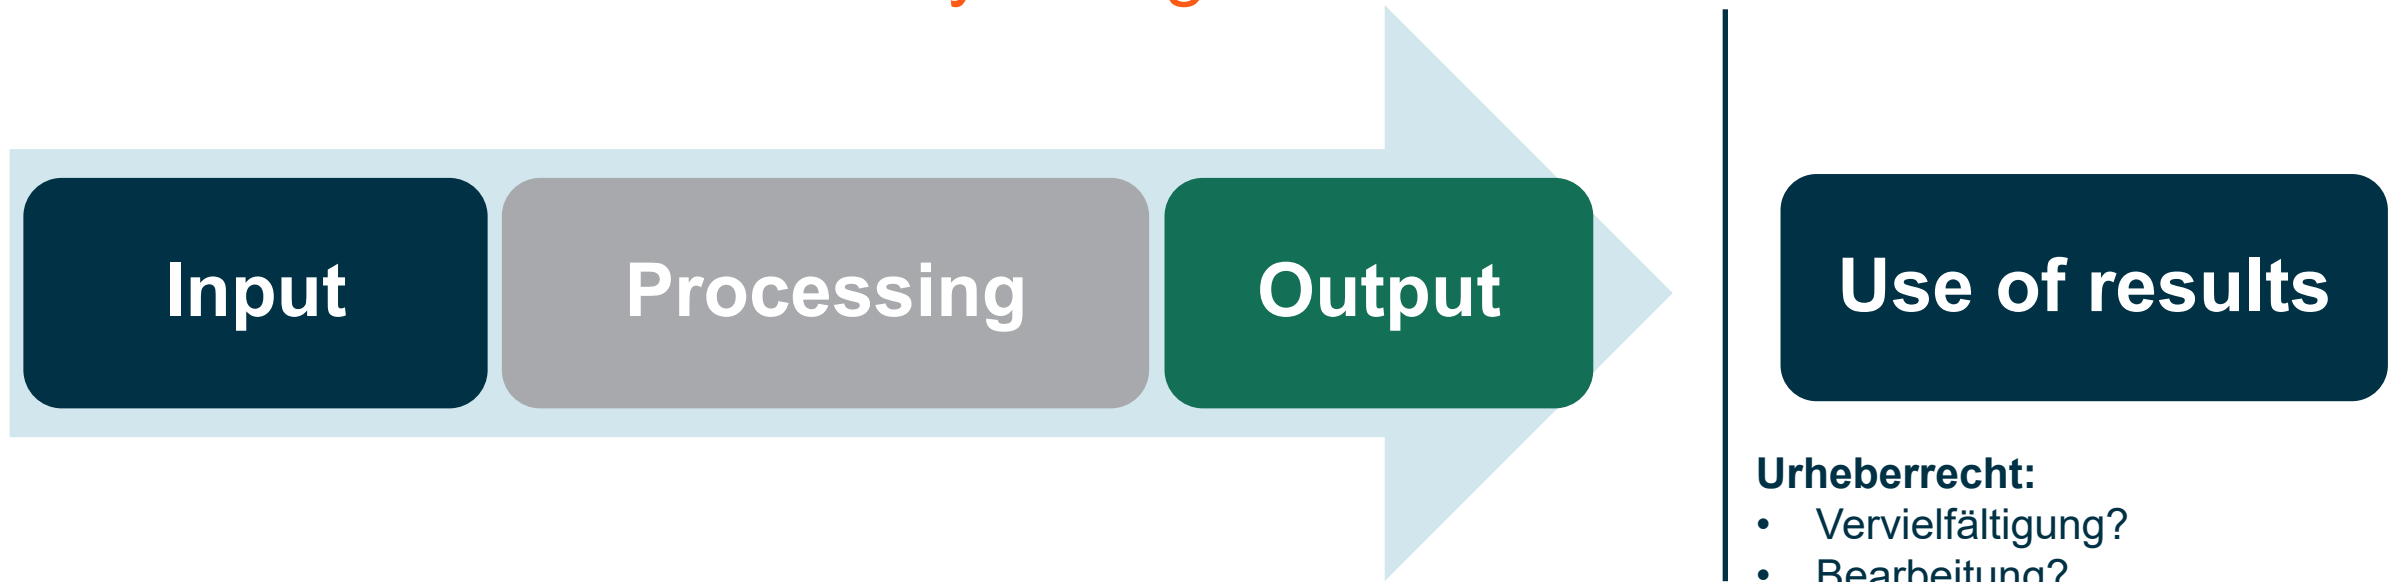 Input
Processing
Output
Use of results
Urheberrecht:
• Vervielfältigung?
• Bearbeitung?